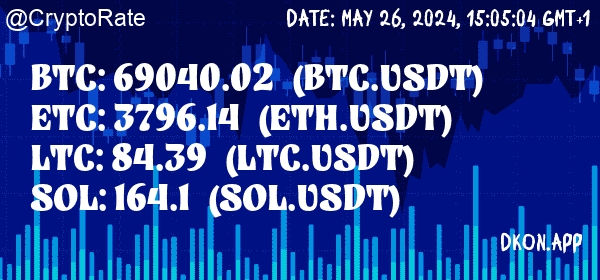 @CryptoRate
DATE: MAY 26, 2024, 15:05:04 GMT+1
BTC: 69040.02 (BTC.USDT)
ETC: 3796.14 (ETH.USDT)
LTC: 84.39 (LTC.USDT)
SOL: 164.1 (SOL.USDT)
DKON.APP